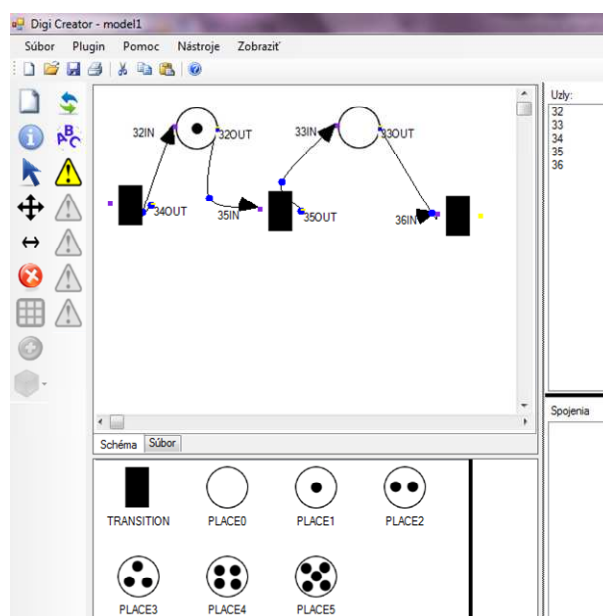 Digi Creator - model1
Súbor Plugin Pomoc Nástroje Zobraziť
Uzly:
32
33
34
35
36
32IN 32OUT 33IN 33OUT
34OUT 35IN 35OUT 36IN
Spojenia
Schéma Súbor
TRANSITION PLACE0 PLACE1 PLACE2
PLACE3 PLACE4 PLACE5
ABC